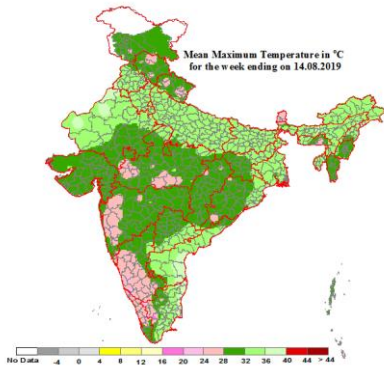 Mean Maximum Temperature in °C
for the week ending on 14.08.2019
No Data -4 0 4 8 12 16 20 24 28 32 36 40 44 > 44